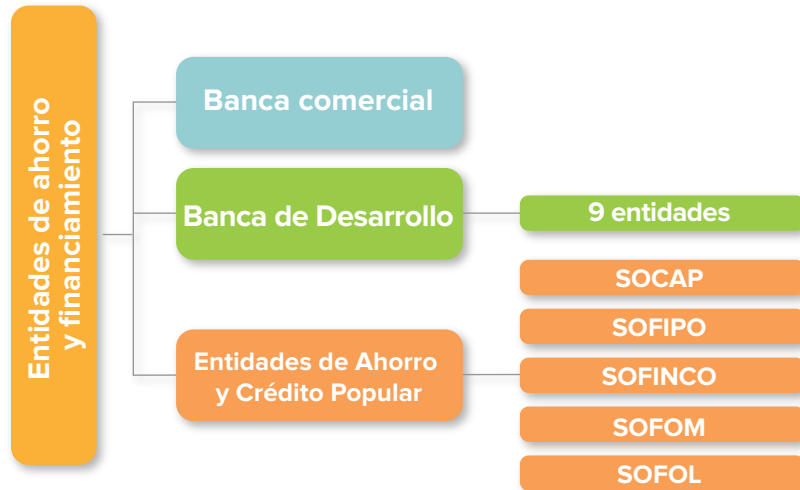 Entidades de ahorro
y financiamiento
Banca comercial
Banca de Desarrollo
9 entidades
Entidades de Ahorro
y Crédito Popular
SOCAP
SOFIPO
SOFINCO
SOFOM
SOFOL